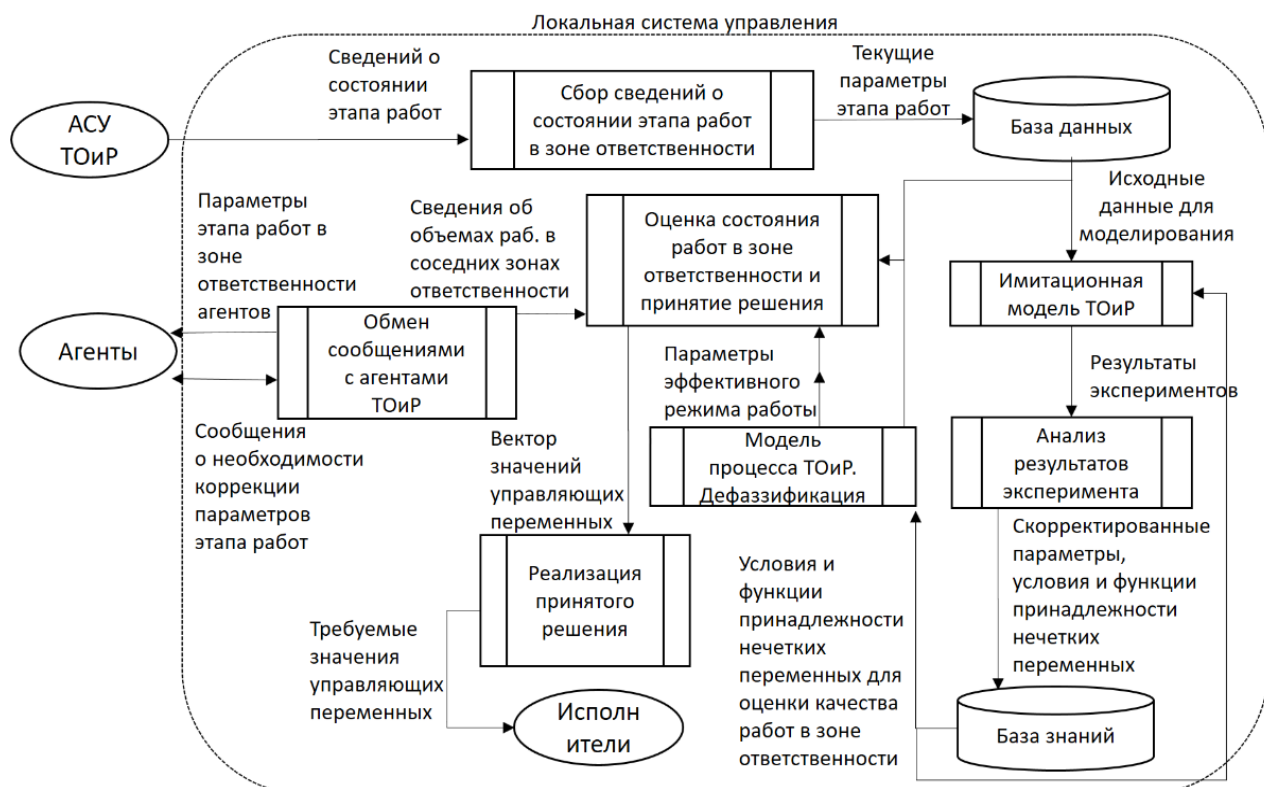 Локальная система управления
Сведений о
состоянии
этапа работ
Текущие
параметры
этапа работ
АСУ
ТОиР
Сбор сведений о
состоянии этапа работ
в зоне ответственности
База данных
Параметры
этапа работ в
зоне
ответственности
агентов
Сведения об
объемах раб. в
соседних зонах
ответственности
Оценка состояния
работ в зоне
ответственности и
принятие решения
Исходные
данные для
моделирования
Имитационная
модель ТОиР
Агенты
Обмен
сообщениями
с агентами
ТОиР
Параметры
эффективного
режима работы
Результаты
экспериментов
Сообщения
о необходимости
коррекции
параметров
этапа работ
Вектор
значений
управляющих
переменных
Модель
процесса ТОиР.
Дефаззификация
Анализ
результатов
эксперимента
Реализация
принятого
решения
Условия и
функции
принадлежности
нечетких
переменных для
оценки качества
работ в зоне
ответственности
Скорректированные
параметры,
условия и функции
принадлежности
нечетких
переменных
Требуемые
значения
управляющих
переменных
Исполн
ители
База знаний